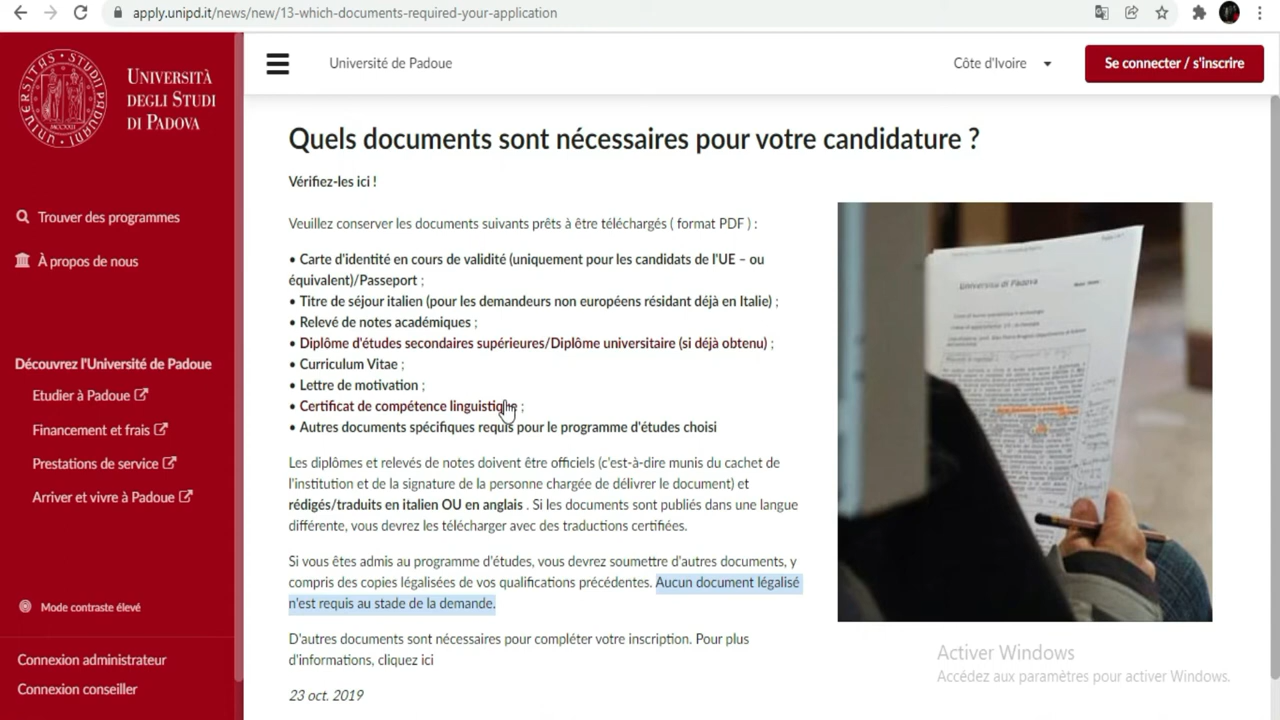 apply.unipd.it/news/new/13-which-documents-required-your-application
UNIVERSITÀ
DEGLI STUDI
DI PADOVA
Université de Padoue
Côte d'Ivoire
Se connecter / s'inscrire
Trouver des programmes
À propos de nous
Découvrez l'Université de Padoue
Etudier à Padoue
Financement et frais
Prestations de service
Arriver et vivre à Padoue
Mode contraste élevé
Connexion administrateur
Connexion conseiller
Quels documents sont nécessaires pour votre candidature ?
Vérifiez-les ici !
Veuillez conserver les documents suivants prêts à être téléchargés ( format PDF ) :
• Carte d'identité en cours de validité (uniquement pour les candidats de l'UE – ou
équivalent)/Passeport ;
• Titre de séjour italien (pour les demandeurs non européens résidant déjà en Italie) ;
• Relevé de notes académiques ;
• Diplôme d'études secondaires supérieures/Diplôme universitaire (si déjà obtenu) ;
• Curriculum Vitae ;
• Lettre de motivation ;
• Certificat de compétence linguistique ;
• Autres documents spécifiques requis pour le programme d'études choisi
Les diplômes et relevés de notes doivent être officiels (c'est-à-dire munis du cachet de
l'institution et de la signature de la personne chargée de délivrer le document) et
rédigés/traduits en italien OU en anglais . Si les documents sont publiés dans une langue
différente, vous devrez les télécharger avec des traductions certifiées.
Si vous êtes admis au programme d'études, vous devrez soumettre d'autres documents, y
compris des copies légalisées de vos qualifications précédentes. Aucun document légalisé
n'est requis au stade de la demande.
D'autres documents sont nécessaires pour compléter votre inscription. Pour plus
d'informations, cliquez ici
23 oct. 2019
Università di Padova
Activer Windows
Accédez aux paramètres pour activer Windows.